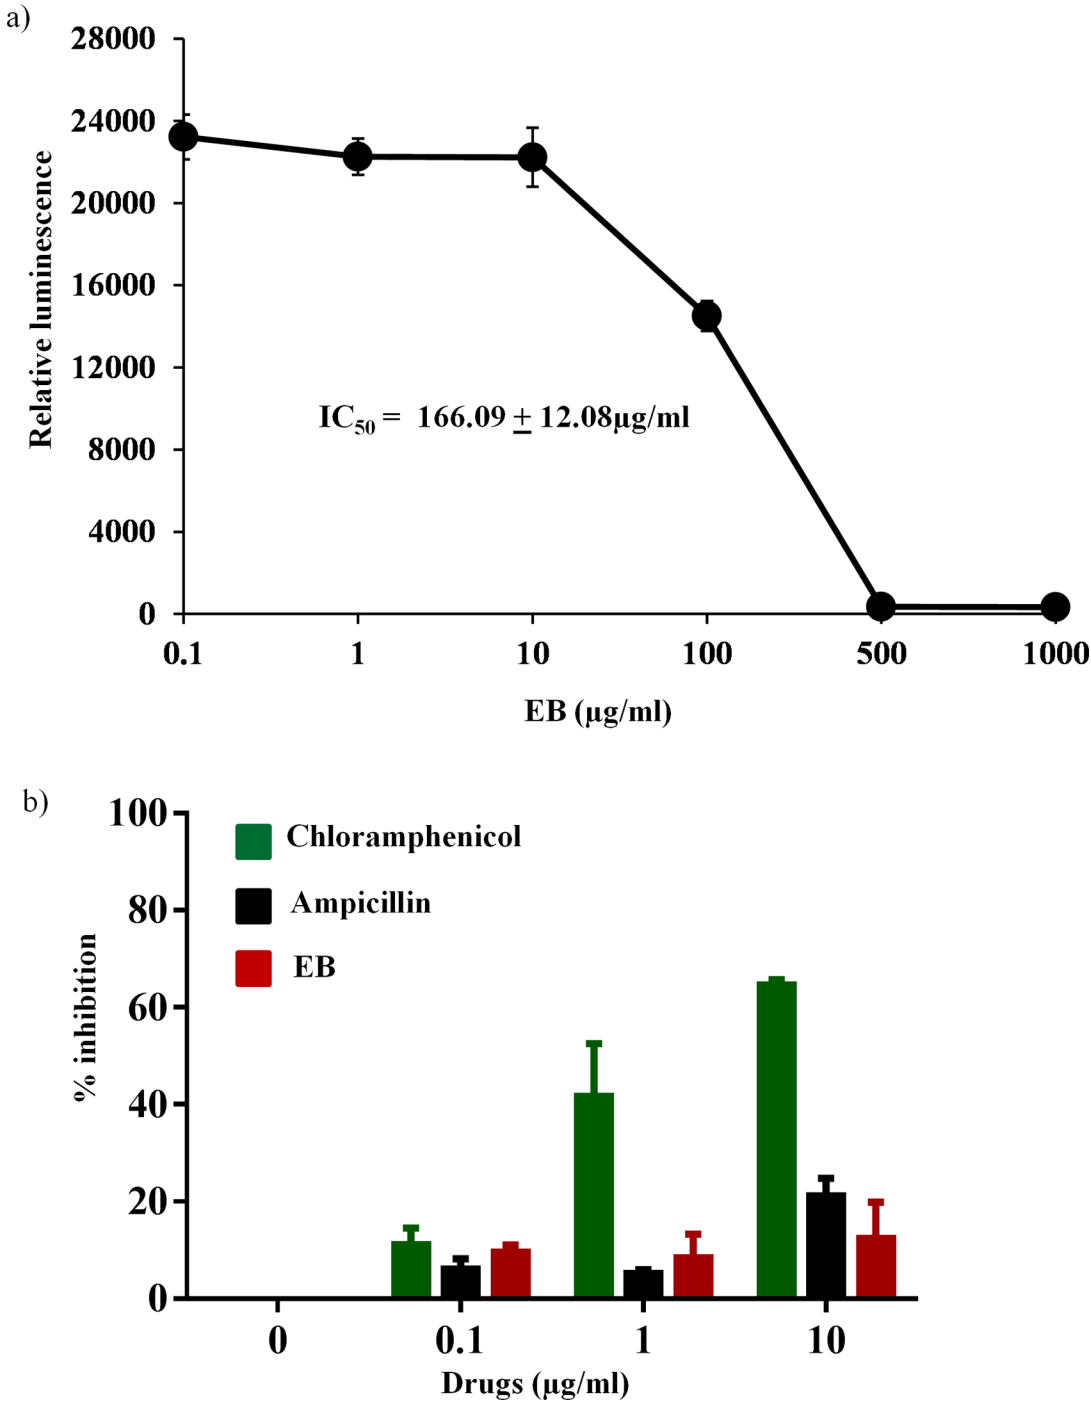 a)
28000
24000
20000
16000
12000
8000
4000
0
Relative luminescence
IC50 = 166.09 ± 12.08µg/ml
0.1 1 10 100 500 1000
EB (µg/ml)
b)
100
80
60
40
20
0
% inhibition
Chloramphenicol
Ampicillin
EB
0 0.1 1 10
Drugs (µg/ml)